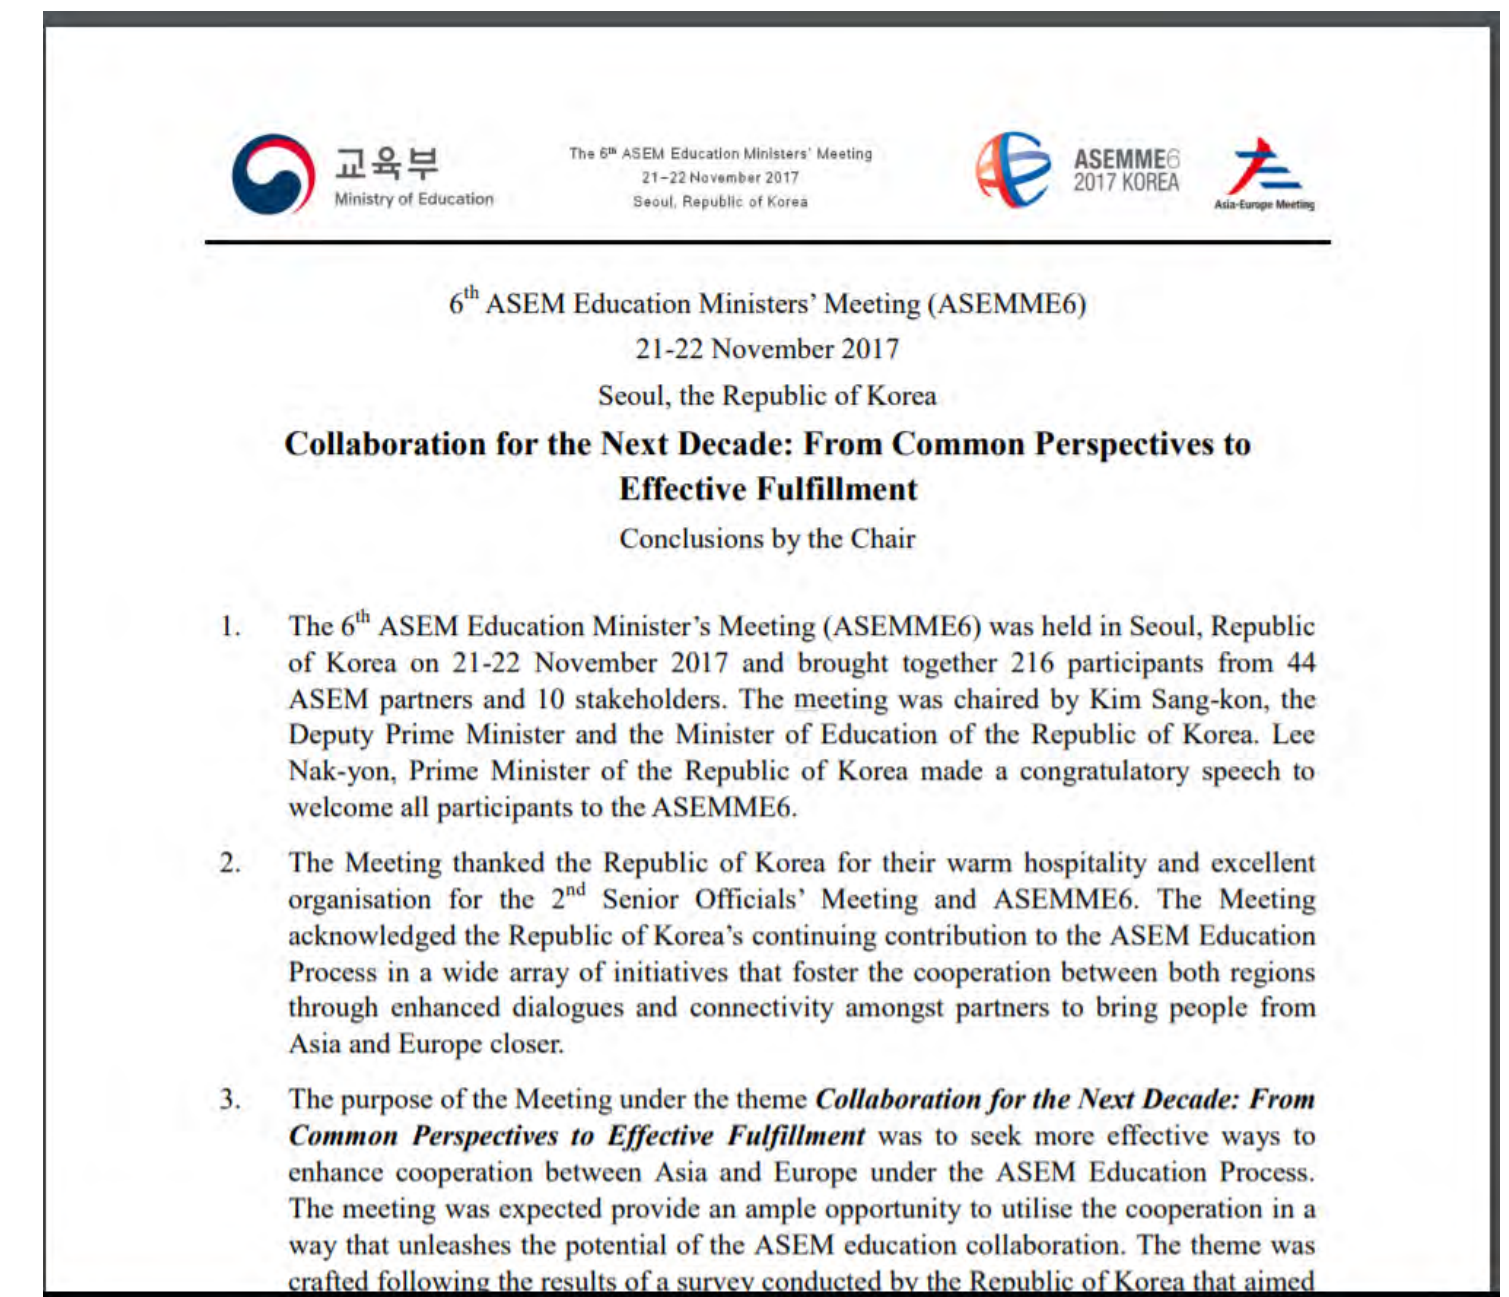 교육부
Ministry of Education
The 6th ASEM Education Ministers' Meeting
21-22 November 2017
Seoul, Republic of Korea
ASEMME6
2017 KOREA
Asia-Europe Meeting
6th ASEM Education Ministers' Meeting (ASEMME6)
21-22 November 2017
Seoul, the Republic of Korea
Collaboration for the Next Decade: From Common Perspectives to
Effective Fulfillment
Conclusions by the Chair
1. The 6th ASEM Education Minister's Meeting (ASEMME6) was held in Seoul, Republic
of Korea on 21-22 November 2017 and brought together 216 participants from 44
ASEM partners and 10 stakeholders. The meeting was chaired by Kim Sang-kon, the
Deputy Prime Minister and the Minister of Education of the Republic of Korea. Lee
Nak-yon, Prime Minister of the Republic of Korea made a congratulatory speech to
welcome all participants to the ASEMME6.
2. The Meeting thanked the Republic of Korea for their warm hospitality and excellent
organisation for the 2nd Senior Officials' Meeting and ASEMME6. The Meeting
acknowledged the Republic of Korea's continuing contribution to the ASEM Education
Process in a wide array of initiatives that foster the cooperation between both regions
through enhanced dialogues and connectivity amongst partners to bring people from
Asia and Europe closer.
3. The purpose of the Meeting under the theme Collaboration for the Next Decade: From
Common Perspectives to Effective Fulfillment was to seek more effective ways to
enhance cooperation between Asia and Europe under the ASEM Education Process.
The meeting was expected provide an ample opportunity to utilise the cooperation in a
way that unleashes the potential of the ASEM education collaboration. The theme was
crafted following the results of a survey conducted by the Republic of Korea that aimed